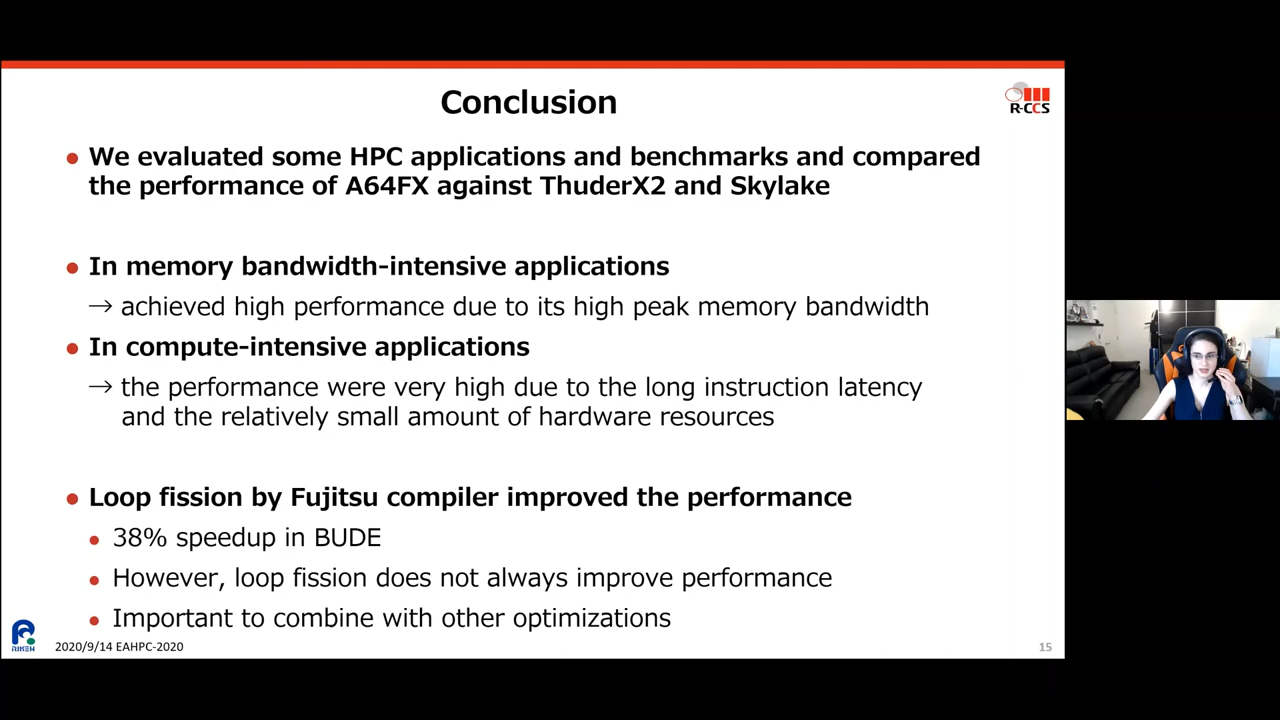 Conclusion
R-CCS
● We evaluated some HPC applications and benchmarks and compared
the performance of A64FX against ThuderX2 and Skylake
● In memory bandwidth-intensive applications
→ achieved high performance due to its high peak memory bandwidth
● In compute-intensive applications
→ the performance were very high due to the long instruction latency
and the relatively small amount of hardware resources
● Loop fission by Fujitsu compiler improved the performance
● 38% speedup in BUDE
● However, loop fission does not always improve performance
● Important to combine with other optimizations
RIKEN
2020/9/14 EAHPC-2020
15